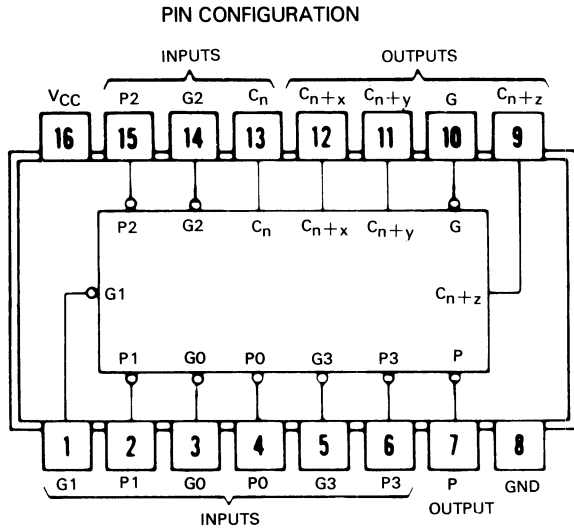 PIN CONFIGURATION
INPUTS OUTPUTS
VCC P2 G2 Cn Cn+x Cn+y G Cn+z
16 15 14 13 12 11 10 9
P2 G2 Cn Cn+x Cn+y G
G1 Cn+z
P1 G0 P0 G3 P3 P
1 2 3 4 5 6 7 8
G1 P1 G0 P0 G3 P3 P GND
INPUTS OUTPUT